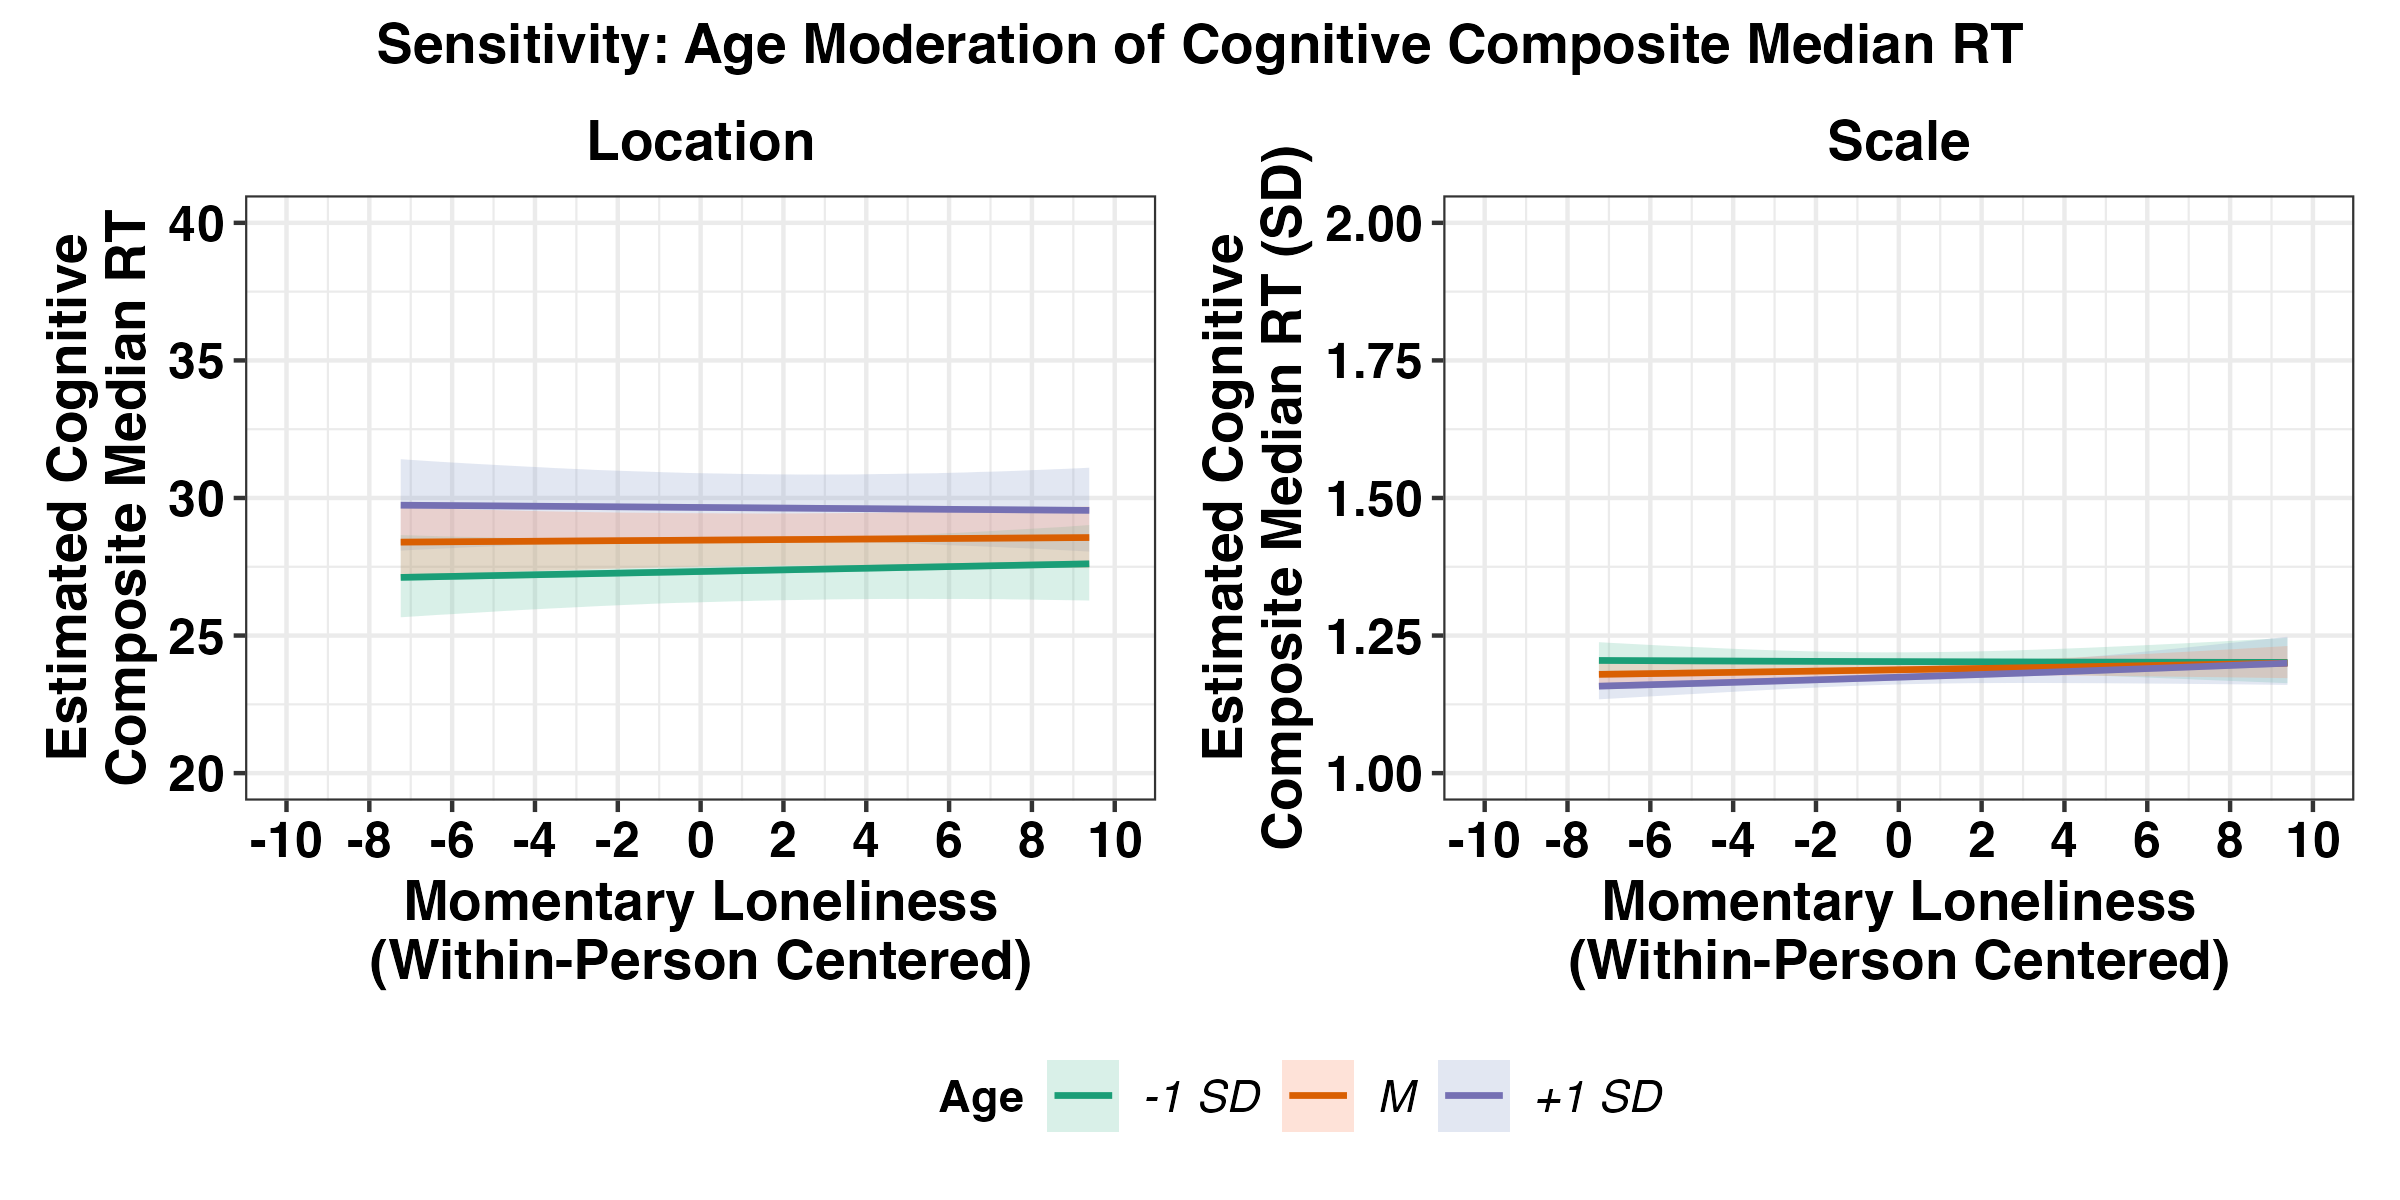 Sensitivity: Age Moderation of Cognitive Composite Median RT
Location
Estimated Cognitive
Composite Median RT
40
35
30
25
20
-10 -8 -6 -4 -2 0 2 4 6 8 10
Momentary Loneliness
(Within-Person Centered)
Scale
Estimated Cognitive
Composite Median RT (SD)
2.00
1.75
1.50
1.25
1.00
-10 -8 -6 -4 -2 0 2 4 6 8 10
Momentary Loneliness
(Within-Person Centered)
Age -1 SD M +1 SD